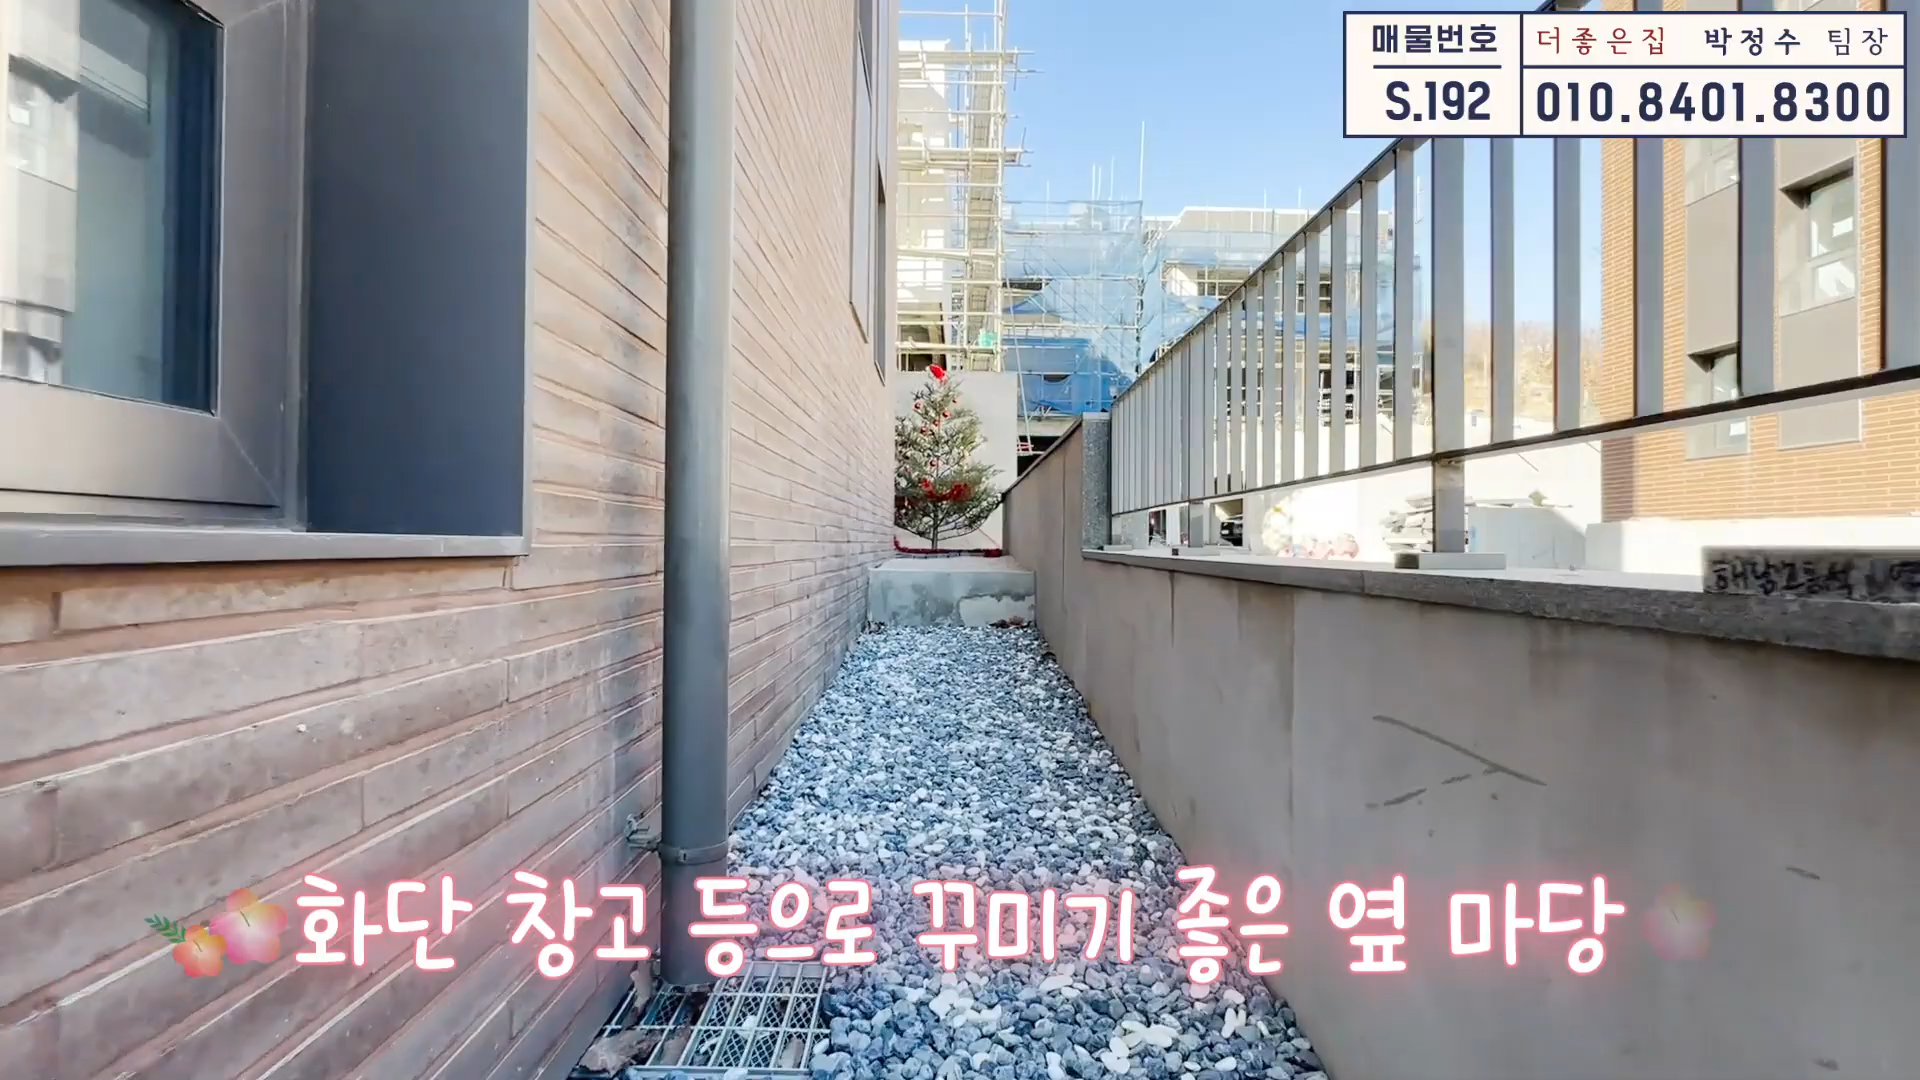 매물번호
S.192
더좋은집 박정수 팀장
010.8401.8300
화단 창고 등으로 꾸미기 좋은 옆 마당